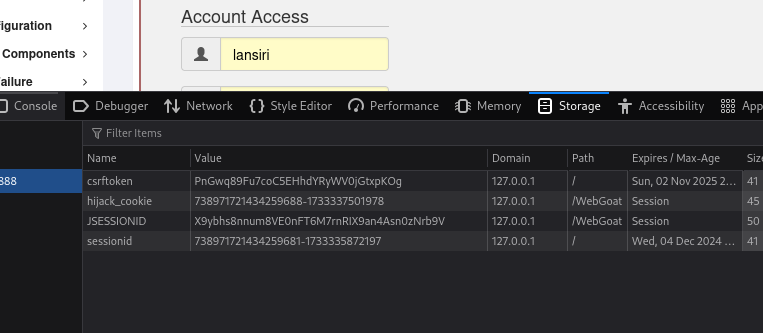 figuration
Account Access
Components
lansiri
ailure
Console Debugger Network Style Editor Performance Memory Storage Accessibility App
Filter Items
Name Value Domain Path Expires / Max-Age Size
888
csrftoken PnGwq89Fu7coC5EHhdYRyWV0jGtxpKOg 127.0.0.1 / Sun, 02 Nov 2025 2... 41
hijack_cookie 738971721434259688-1733337501978 127.0.0.1 /WebGoat Session 45
JSESSIONID X9ybhs8nnum8VE0nFT6M7rnRIX9an4Asn0zNrb9V 127.0.0.1 /WebGoat Session 50
sessionid 738971721434259681-1733335872197 127.0.0.1 / Wed, 04 Dec 2024 ... 41